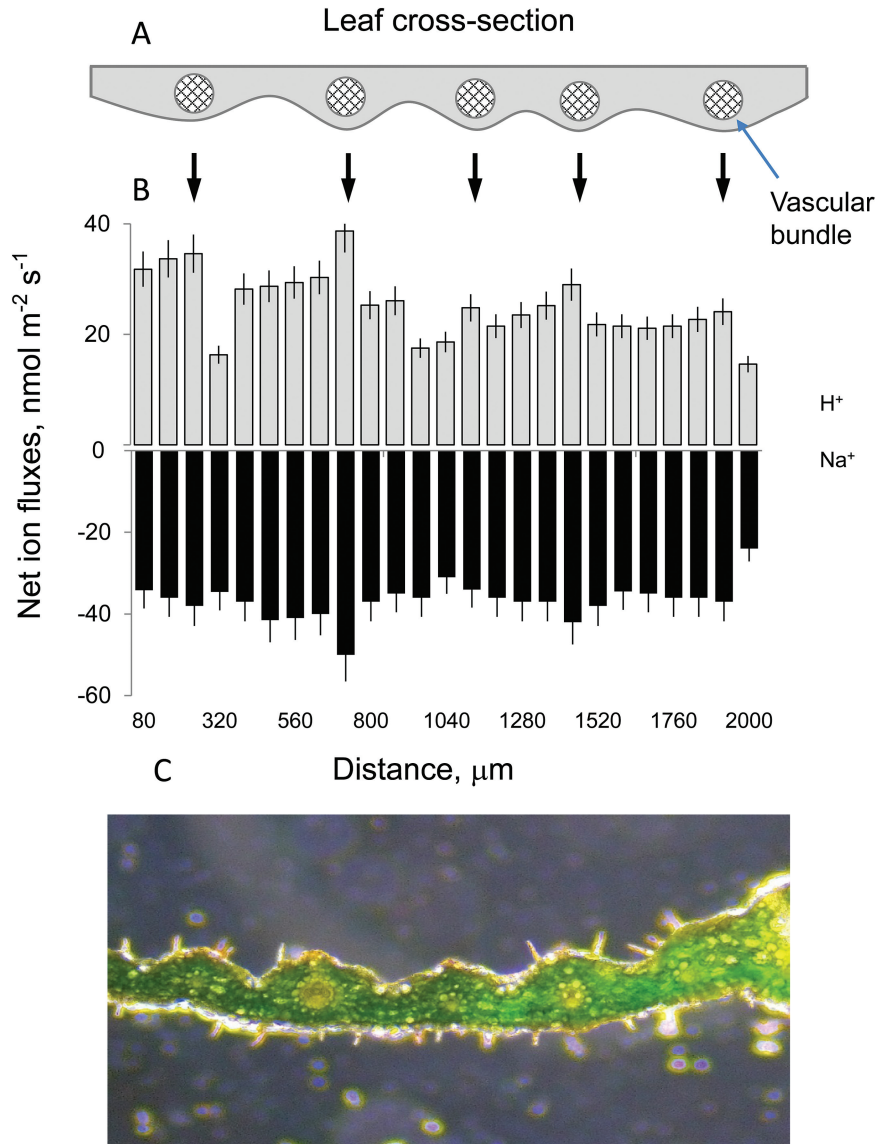 A
Leaf cross-section
Vascular
bundle
B
Net ion fluxes, nmol m⁻² s⁻¹
40
20
0
-20
-40
-60
H⁺
Na⁺
80 320 560 800 1040 1280 1520 1760 2000
Distance, μm
C